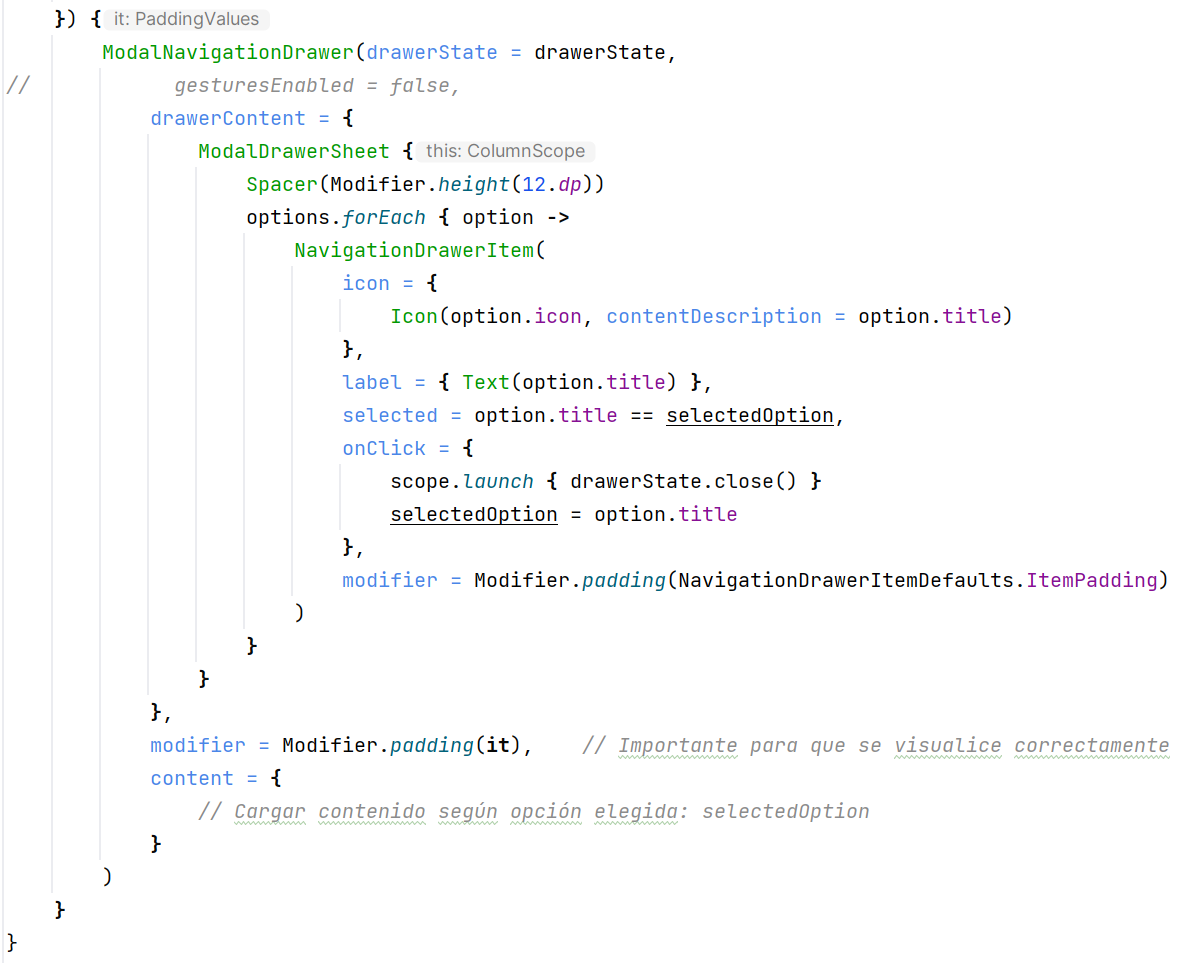 }) { it: PaddingValues
ModalNavigationDrawer(drawerState = drawerState,
// gesturesEnabled = false,
drawerContent = {
ModalDrawerSheet { this: ColumnScope
Spacer(Modifier.height(12.dp))
options.forEach { option ->
NavigationDrawerItem(
icon = {
Icon(option.icon, contentDescription = option.title)
},
label = { Text(option.title) },
selected = option.title == selectedOption,
onClick = {
scope.launch { drawerState.close() }
selectedOption = option.title
},
modifier = Modifier.padding(NavigationDrawerItemDefaults.ItemPadding)
)
}
}
},
modifier = Modifier.padding(it), // Importante para que se visualice correctamente
content = {
// Cargar contenido según opción elegida: selectedOption
}
)
}
}